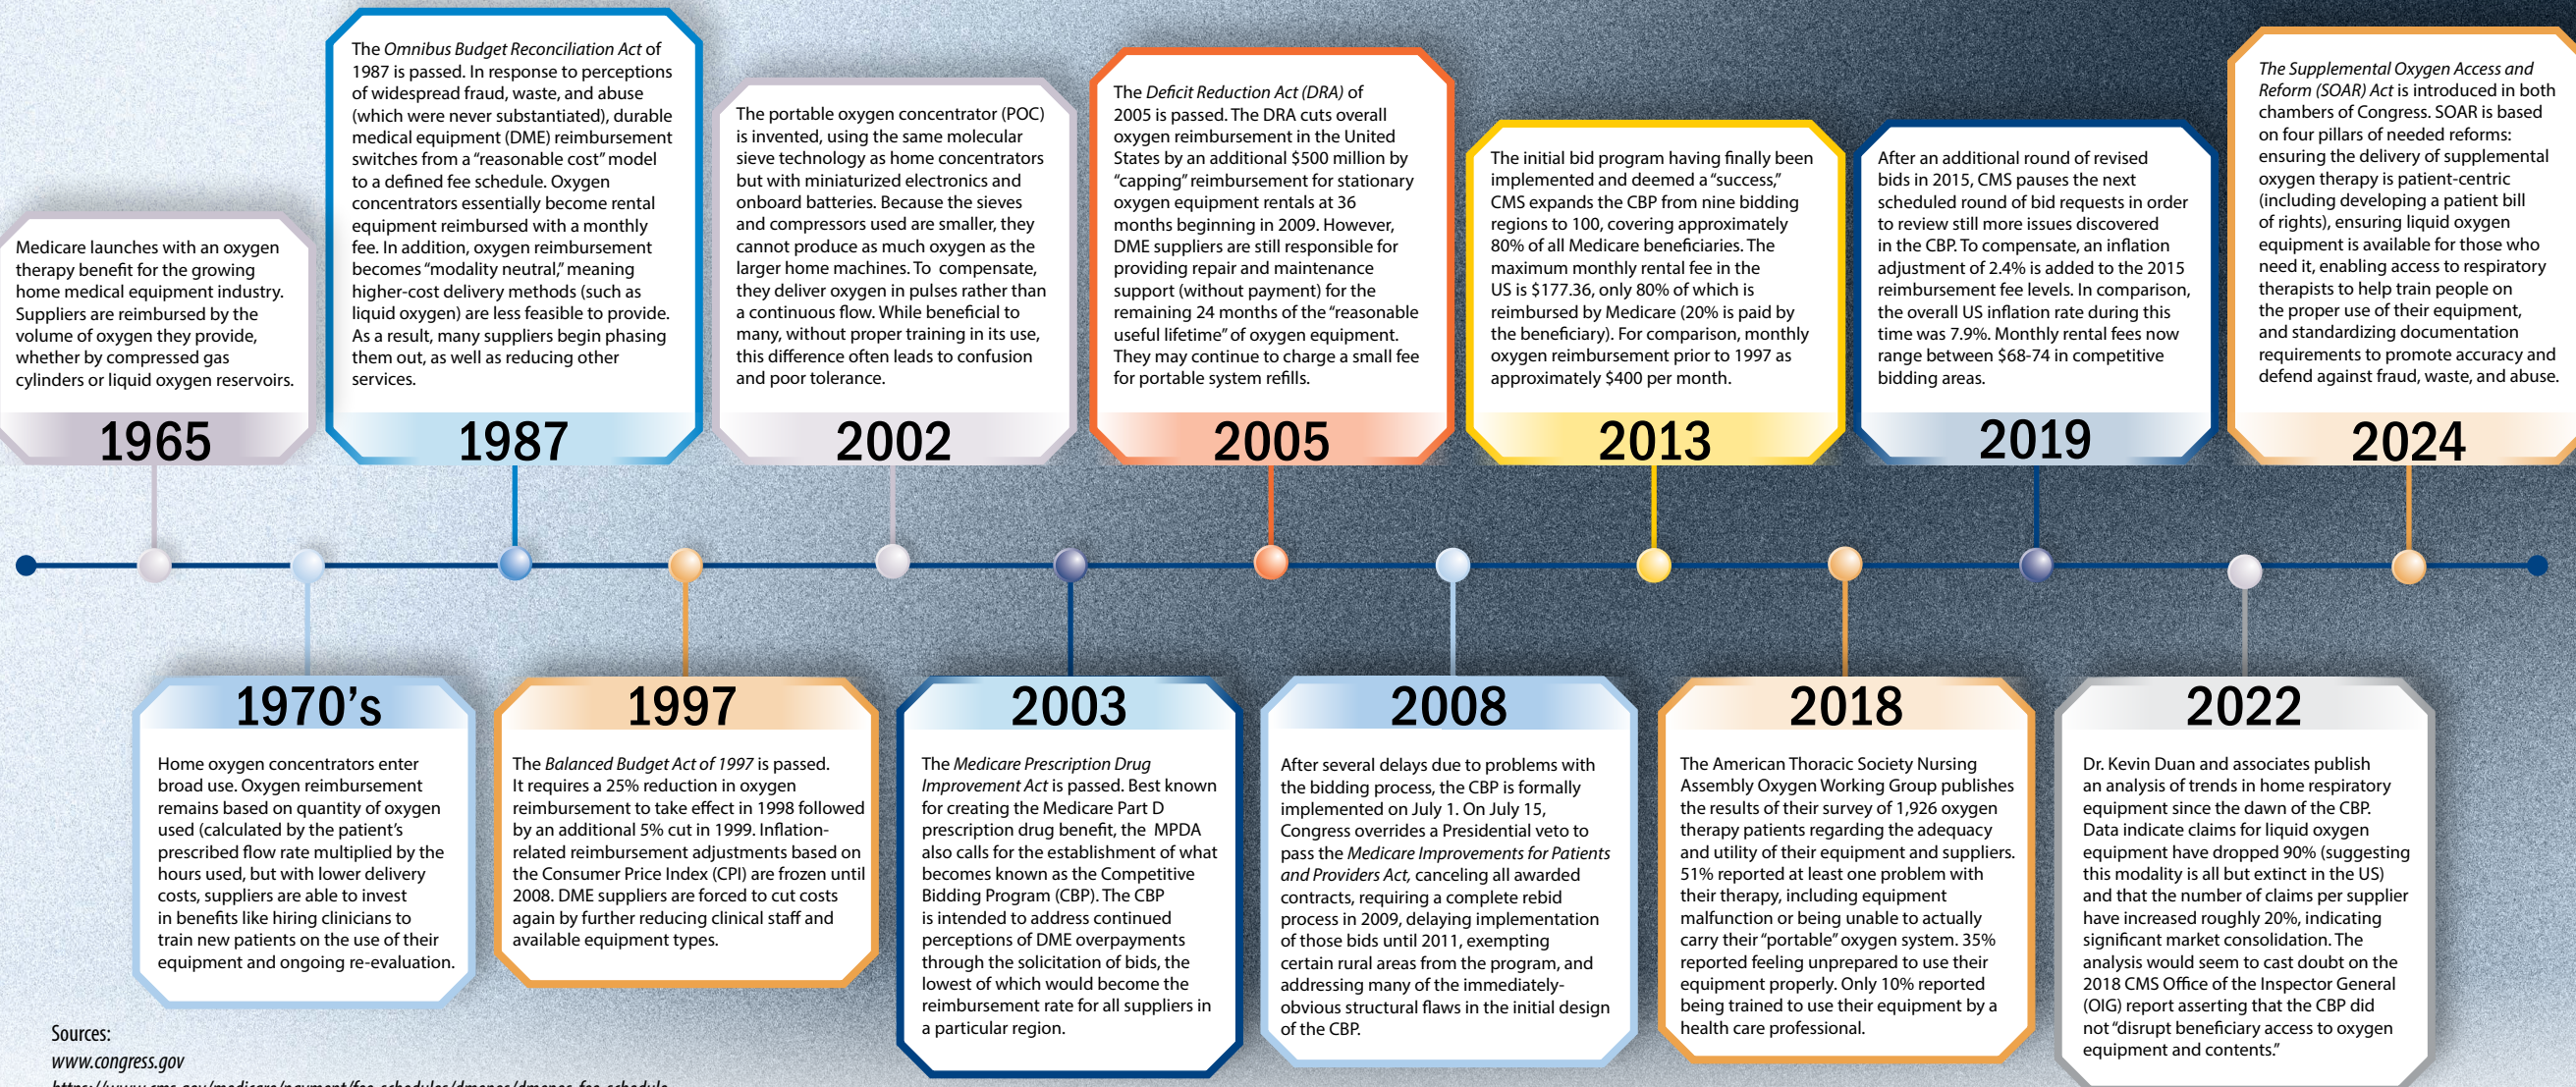 Medicare launches with an oxygen
therapy benefit for the growing
home medical equipment industry.
Suppliers are reimbursed by the
volume of oxygen they provide,
whether by compressed gas
cylinders or liquid oxygen reservoirs.
1965
Home oxygen concentrators enter
broad use. Oxygen reimbursement
remains based on quantity of oxygen
used (calculated by the patient’s
prescribed flow rate multiplied by the
hours used, but with lower delivery
costs, suppliers are able to invest
in benefits like hiring clinicians to
train new patients on the use of their
equipment and ongoing re-evaluation.
1970’s
The Omnibus Budget Reconciliation Act of
1987 is passed. In response to perceptions
of widespread fraud, waste, and abuse
(which were never substantiated), durable
medical equipment (DME) reimbursement
switches from a “reasonable cost” model
to a defined fee schedule. Oxygen
concentrators essentially become rental
equipment reimbursed with a monthly
fee. In addition, oxygen reimbursement
becomes “modality neutral,” meaning
higher-cost delivery methods (such as
liquid oxygen) are less feasible to provide.
As a result, many suppliers begin phasing
them out, as well as reducing other
services.
1987
1997
The Balanced Budget Act of 1997 is passed.
It requires a 25% reduction in oxygen
reimbursement to take effect in 1998 followed
by an additional 5% cut in 1999. Inflation-
related reimbursement adjustments based on
the Consumer Price Index (CPI) are frozen until
2008. DME suppliers are forced to cut costs
again by further reducing clinical staff and
available equipment types.
The portable oxygen concentrator (POC)
is invented, using the same molecular
sieve technology as home concentrators
but with miniaturized electronics and
onboard batteries. Because the sieves
and compressors used are smaller, they
cannot produce as much oxygen as the
larger home machines. To compensate,
they deliver oxygen in pulses rather than
a continuous flow. While beneficial to
many, without proper training in its use,
this difference often leads to confusion
and poor tolerance.
2002
2003
The Medicare Prescription Drug
Improvement Act is passed. Best known
for creating the Medicare Part D
prescription drug benefit, the MPDA
also calls for the establishment of what
becomes known as the Competitive
Bidding Program (CBP). The CBP
is intended to address continued
perceptions of DME overpayments
through the solicitation of bids, the
lowest of which would become the
reimbursement rate for all suppliers in
a particular region.
The Deficit Reduction Act (DRA) of
2005 is passed. The DRA cuts overall
oxygen reimbursement in the United
States by an additional $500 million by
“capping” reimbursement for stationary
oxygen equipment rentals at 36
months beginning in 2009. However,
DME suppliers are still responsible for
providing repair and maintenance
support (without payment) for the
remaining 24 months of the “reasonable
useful lifetime” of oxygen equipment.
They may continue to charge a small fee
for portable system refills.
2005
2008
After several delays due to problems with
the bidding process, the CBP is formally
implemented on July 1. On July 15,
Congress overrides a Presidential veto to
pass the Medicare Improvements for Patients
and Providers Act, canceling all awarded
contracts, requiring a complete rebid
process in 2009, delaying implementation
of those bids until 2011, exempting
certain rural areas from the program, and
addressing many of the immediately-
obvious structural flaws in the initial design
of the CBP.
The initial bid program having finally been
implemented and deemed a “success,”
CMS expands the CBP from nine bidding
regions to 100, covering approximately
80% of all Medicare beneficiaries. The
maximum monthly rental fee in the
US is $177.36, only 80% of which is
reimbursed by Medicare (20% is paid by
the beneficiary). For comparison, monthly
oxygen reimbursement prior to 1997 as
approximately $400 per month.
2013
2018
The American Thoracic Society Nursing
Assembly Oxygen Working Group publishes
the results of their survey of 1,926 oxygen
therapy patients regarding the adequacy
and utility of their equipment and suppliers.
51% reported at least one problem with
their therapy, including equipment
malfunction or being unable to actually
carry their “portable” oxygen system. 35%
reported feeling unprepared to use their
equipment properly. Only 10% reported
being trained to use their equipment by a
health care professional.
After an additional round of revised
bids in 2015, CMS pauses the next
scheduled round of bid requests in order
to review still more issues discovered
in the CBP. To compensate, an inflation
adjustment of 2.4% is added to the 2015
reimbursement fee levels. In comparison,
the overall US inflation rate during this
time was 7.9%. Monthly rental fees now
range between $68-74 in competitive
bidding areas.
2019
2022
Dr. Kevin Duan and associates publish
an analysis of trends in home respiratory
equipment since the dawn of the CBP.
Data indicate claims for liquid oxygen
equipment have dropped 90% (suggesting
this modality is all but extinct in the US)
and that the number of claims per supplier
have increased roughly 20%, indicating
significant market consolidation. The
analysis would seem to cast doubt on the
2018 CMS Office of the Inspector General
(OIG) report asserting that the CBP did
not “disrupt beneficiary access to oxygen
equipment and contents.”
The Supplemental Oxygen Access and
Reform (SOAR) Act is introduced in both
chambers of Congress. SOAR is based
on four pillars of needed reforms:
ensuring the delivery of supplemental
oxygen therapy is patient-centric
(including developing a patient bill
of rights), ensuring liquid oxygen
equipment is available for those who
need it, enabling access to respiratory
therapists to help train people on
the proper use of their equipment,
and standardizing documentation
requirements to promote accuracy and
defend against fraud, waste, and abuse.
2024
Sources:
www.congress.gov
https://www.cms.gov/medicare/payment/fee-schedules/dmepos/dmepos-fee-schedule